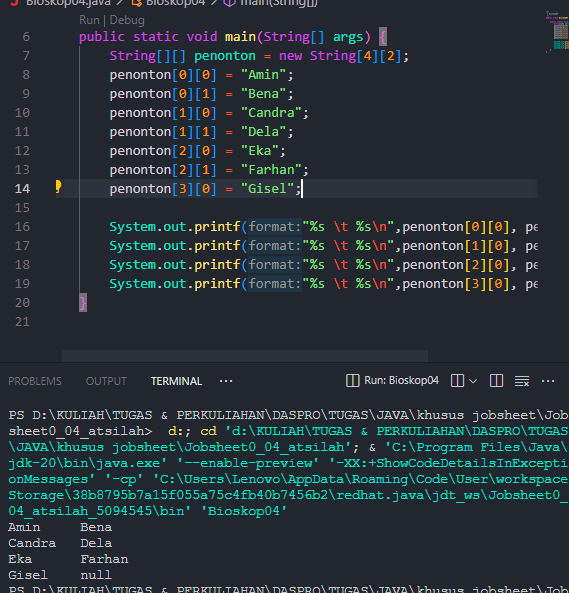 Bioskop04.java > Bioskop04 > main(String[])
Run | Debug
6 public static void main(String[] args) {
7 String[][] penonton = new String[4][2];
8 penonton[0][0] = "Amin";
9 penonton[0][1] = "Bena";
10 penonton[1][0] = "Candra";
11 penonton[1][1] = "Dela";
12 penonton[2][0] = "Eka";
13 penonton[2][1] = "Farhan";
14 penonton[3][0] = "Gisel";
15
16 System.out.printf(format:"%s \t %s\n",penonton[0][0], pe
17 System.out.printf(format:"%s \t %s\n",penonton[1][0], pe
18 System.out.printf(format:"%s \t %s\n",penonton[2][0], pe
19 System.out.printf(format:"%s \t %s\n",penonton[3][0], pe
20 }
21
PROBLEMS OUTPUT TERMINAL ··· Run: Bioskop04 ···
PS D:\KULIAH\TUGAS & PERKULIAHAN\DASPRO\TUGAS\JAVA\khusus jobsheet\Job
sheet0_04_atsilah> d:; cd 'd:\KULIAH\TUGAS & PERKULIAHAN\DASPRO\TUGAS
\JAVA\khusus jobsheet\Jobsheet0_04_atsilah'; & 'C:\Program Files\Java\
jdk-20\bin\java.exe' '--enable-preview' '-XX:+ShowCodeDetailsInExcepti
onMessages' '-cp' 'C:\Users\Lenovo\AppData\Roaming\Code\User\workspace
Storage\38b8795b7a15f055a75c4fb40b7456b2\redhat.java\jdt_ws\Jobsheet0_
04_atsilah_5094545\bin' 'Bioskop04'
Amin Bena
Candra Dela
Eka Farhan
Gisel null
PS D:\KULIAH\TUGAS & PERKULIAHAN\DASPRO\TUGAS\JAVA\khusus jobsheet\Job